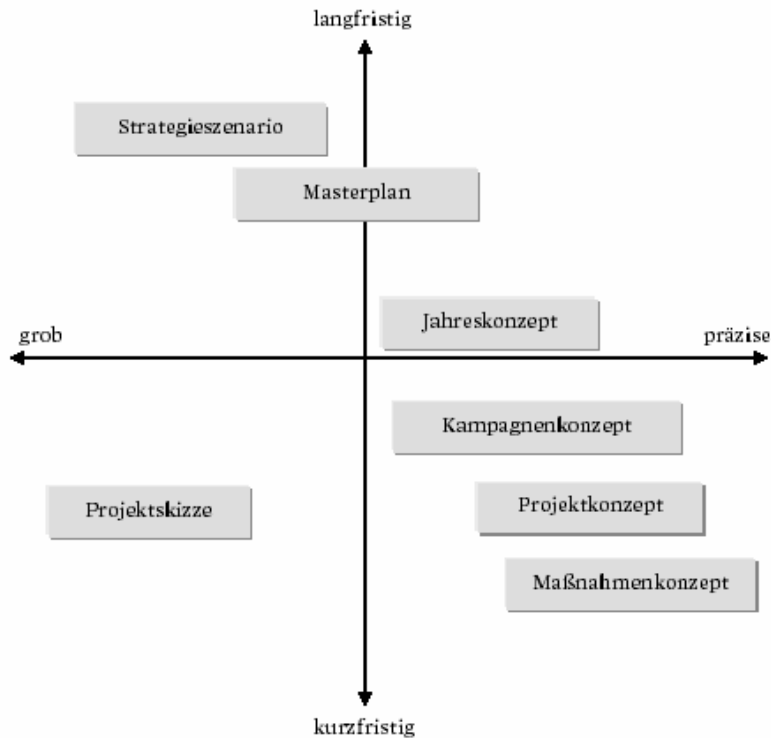 langfristig
Strategieszenario
Masterplan
Jahreskonzept
grob
präzise
Kampagnenkonzept
Projektskizze
Projektkonzept
Maßnahmenkonzept
kurzfristig